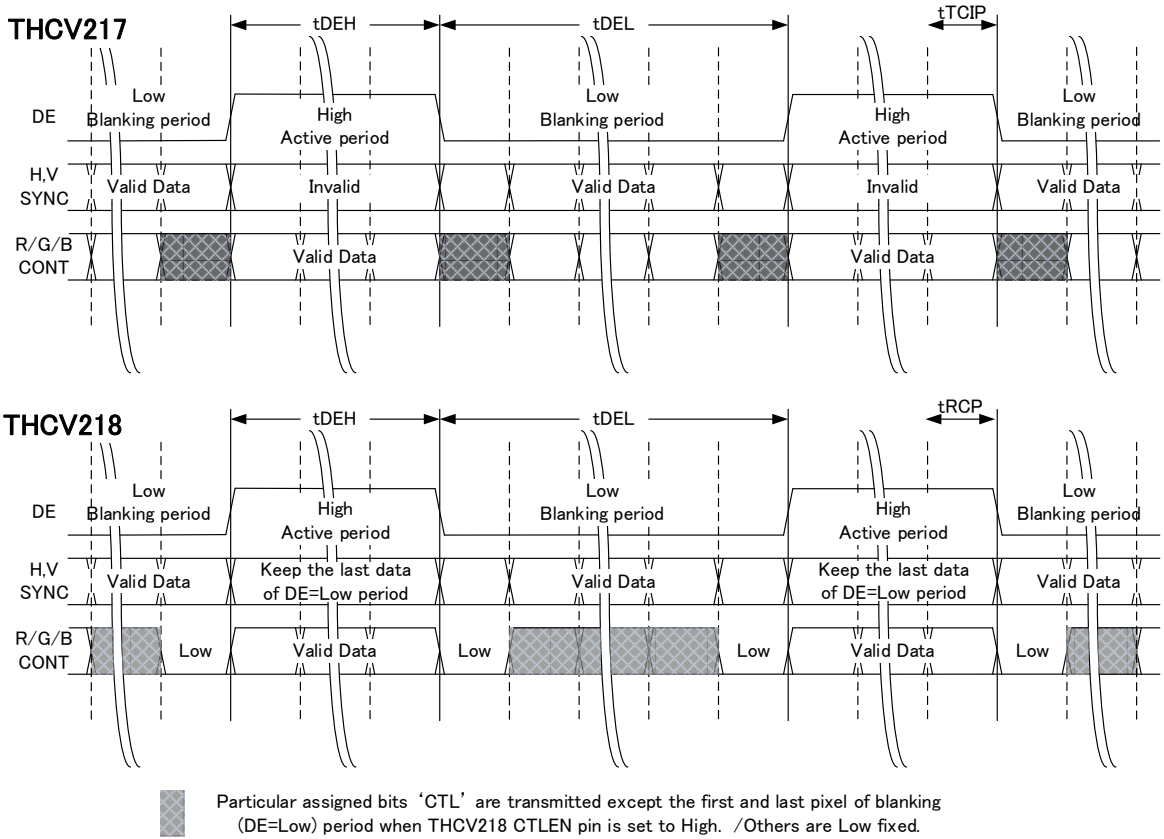 THCV217
tDEH
tDEL
tTCIP
DE
Low
Blanking period
High
Active period
Low
Blanking period
High
Active period
Low
Blanking period
H,V
SYNC
Valid Data
Invalid
Valid Data
Invalid
Valid Data
R/G/B
CONT
Valid Data
Valid Data
THCV218
tDEH
tDEL
tRCP
DE
Low
Blanking period
High
Active period
Low
Blanking period
High
Active period
Low
Blanking period
H,V
SYNC
Valid Data
Keep the last data
of DE=Low period
Valid Data
Keep the last data
of DE=Low period
Valid Data
R/G/B
CONT
Low
Valid Data
Low
Low
Valid Data
Low
Particular assigned bits ‘CTL’ are transmitted except the first and last pixel of blanking
(DE=Low) period when THCV218 CTLEN pin is set to High. /Others are Low fixed.